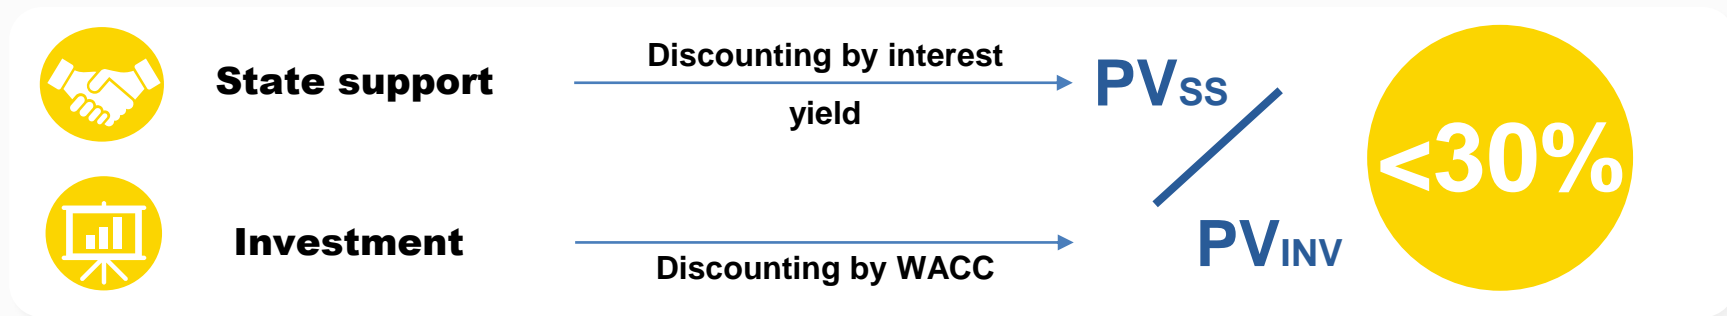 State support
Discounting by interest
yield
PVSS
Investment
Discounting by WACC
PVINV
<30%